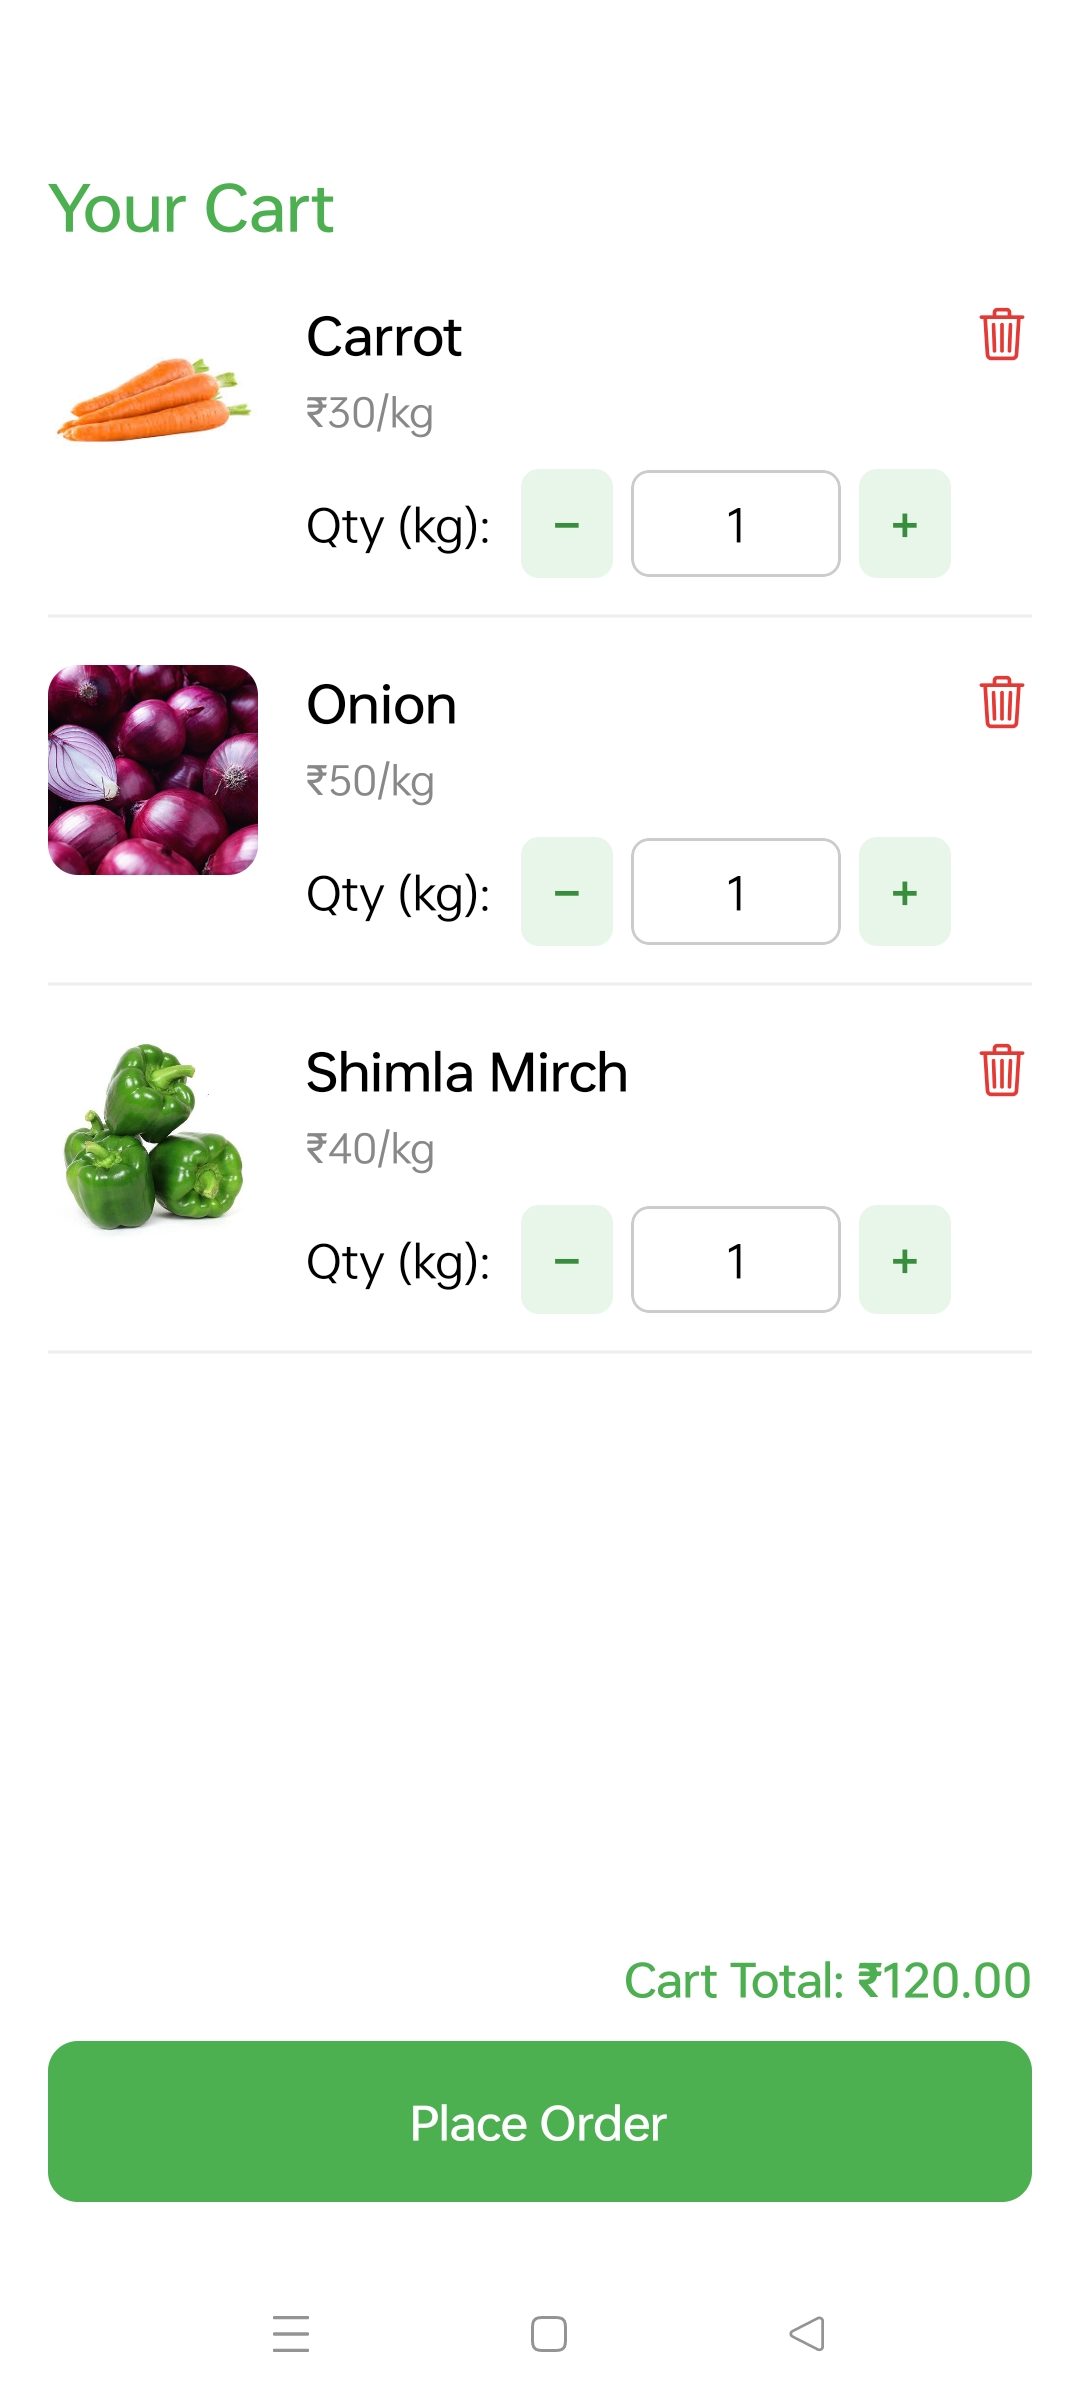 Your Cart
Carrot
₹30/kg
Qty (kg): − 1 +
Onion
₹50/kg
Qty (kg): − 1 +
Shimla Mirch
₹40/kg
Qty (kg): − 1 +
Cart Total: ₹120.00
Place Order